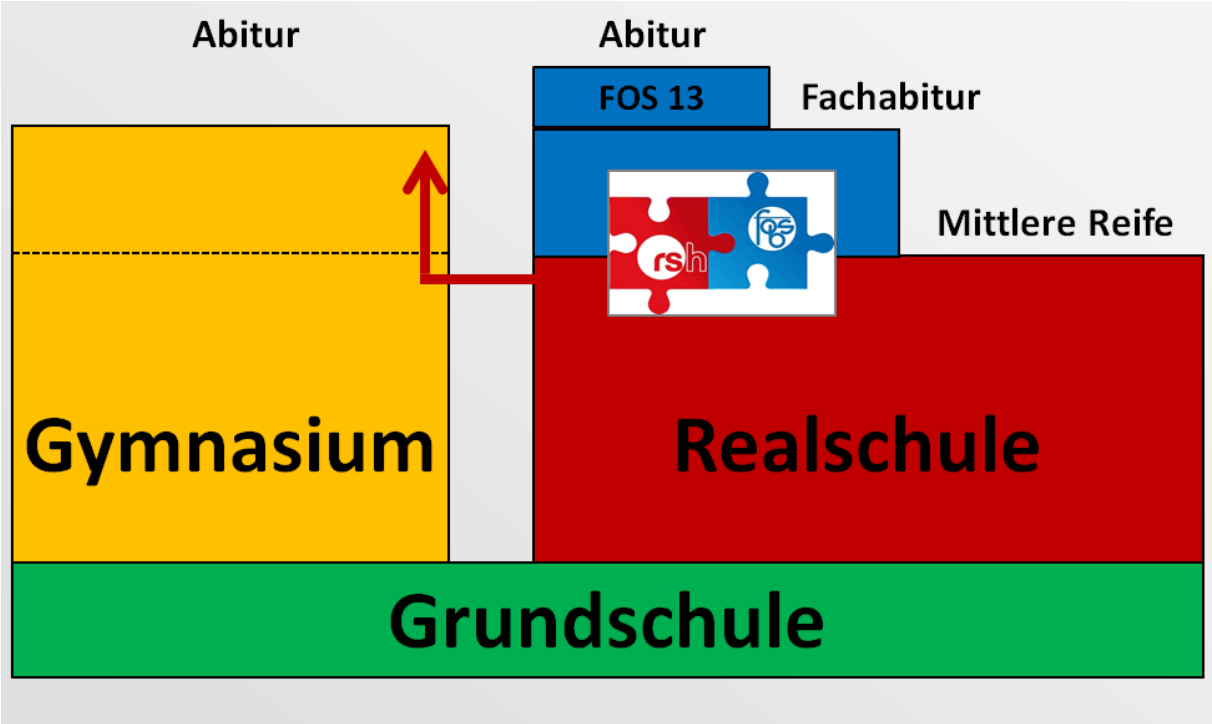 Abitur
Abitur
FOS 13
Fachabitur
rsh
fos
Mittlere Reife
Gymnasium
Realschule
Grundschule